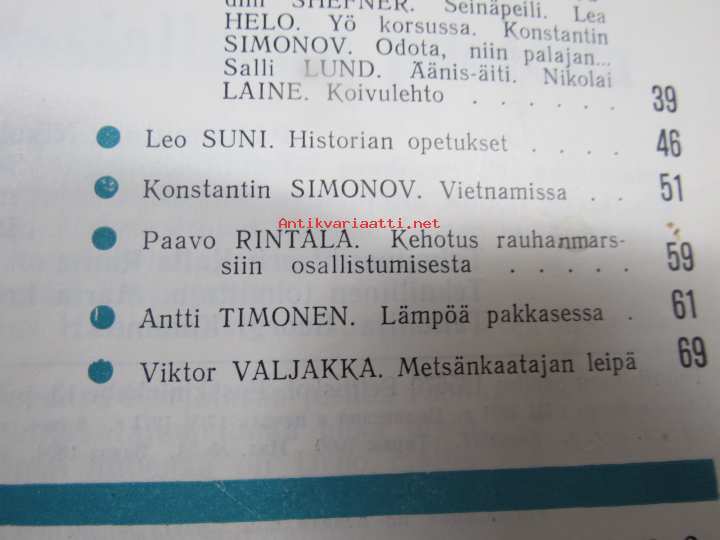 SHEFNER. Seinäpeili. Lea
HELO. Yö korsussa. Konstantin
SIMONOV. Odota, niin palajan...
Salli LUND. Äänis-äiti. Nikolai
LAINE. Koivulehto . . . . . . 39
Leo SUNI. Historian opetukset . . . . 46
Konstantin SIMONOV. Vietnamissa . . 51
Antikvariaatti.net
Paavo RINTALA. Kehotus rauhanmars-
siin osallistumisesta . . . . . 59
Antti TIMONEN. Lämpöä pakkasessa . 61
Viktor VALJAKKA. Metsänkaatajan leipä 69